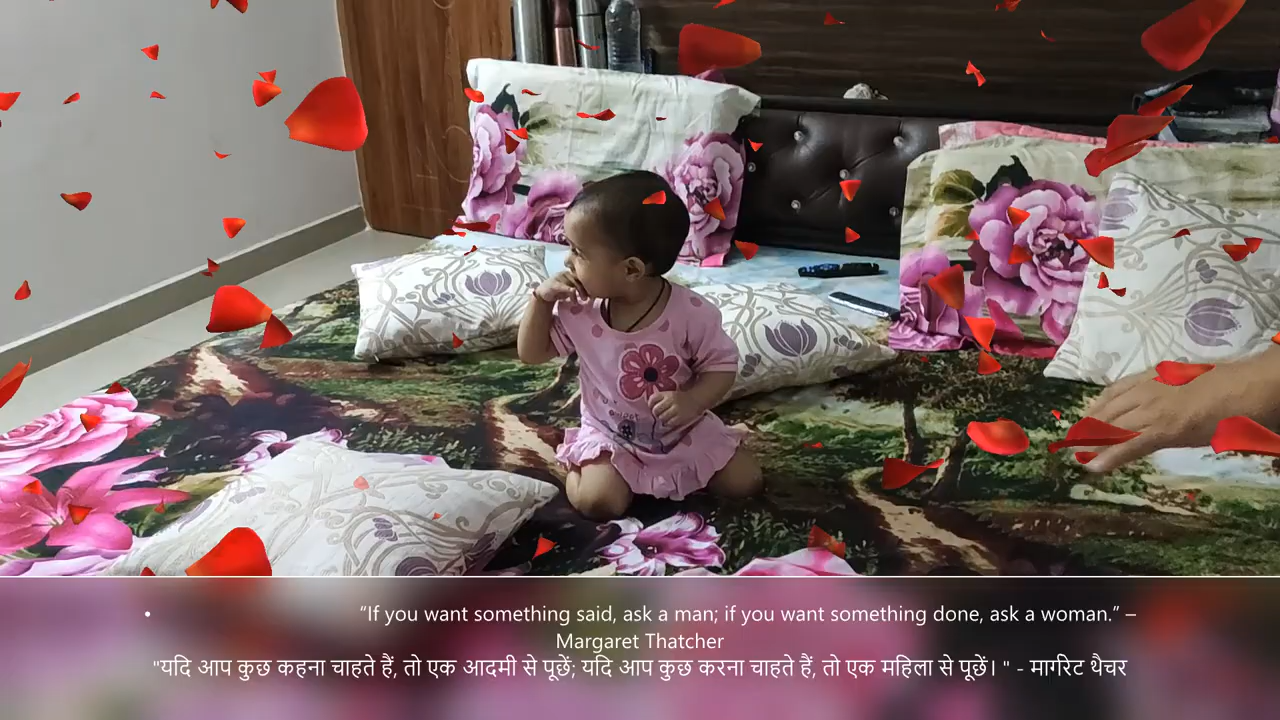 • “If you want something said, ask a man; if you want something done, ask a woman.” –
Margaret Thatcher
"यदि आप कुछ कहना चाहते हैं, तो एक आदमी से पूछें; यदि आप कुछ करना चाहते हैं, तो एक महिला से पूछें। " - मार्गरेट थैचर